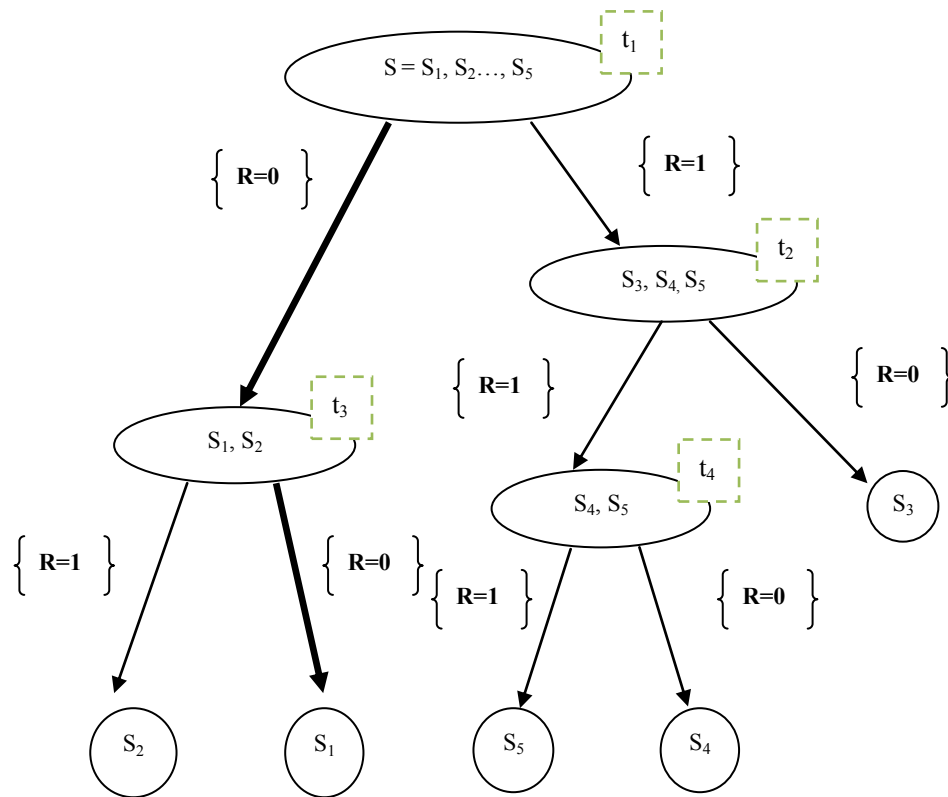 t₁
S = S₁, S₂…, S₅
{ R=0 }
{ R=1 }
t₂
S₃, S₄, S₅
{ R=1 }
{ R=0 }
t₃
S₁, S₂
t₄
S₄, S₅
S₃
{ R=1 }
{ R=0 }
{ R=1 }
{ R=0 }
S₂
S₁
S₅
S₄